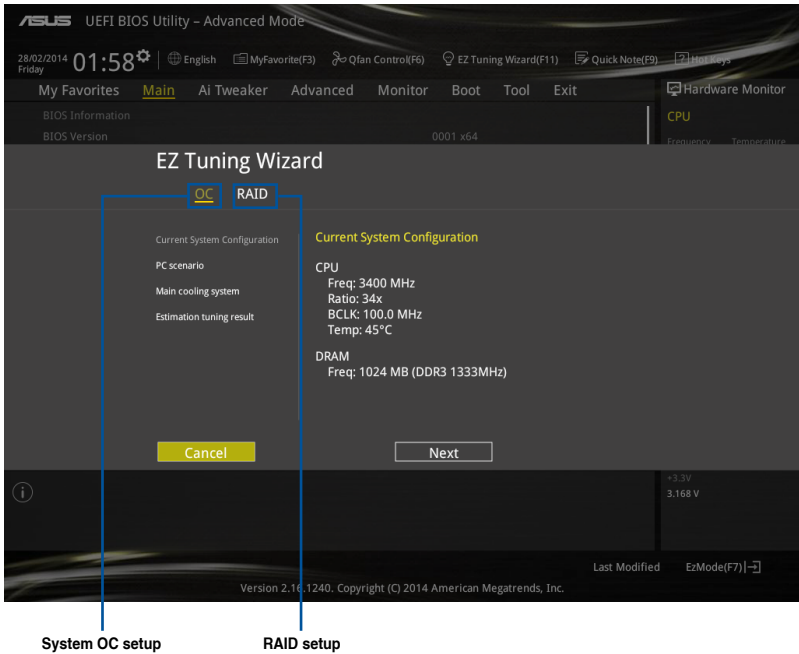 ASUS UEFI BIOS Utility – Advanced Mode
28/02/2014 Friday 01:58 English MyFavorite(F3) Qfan Control(F6) EZ Tuning Wizard(F11) Quick Note(F9) ? Hot Keys
My Favorites Main Ai Tweaker Advanced Monitor Boot Tool Exit Hardware Monitor
BIOS Information CPU
BIOS Version 0001 x64 Frequency Temperature
EZ Tuning Wizard
OC RAID
Current System Configuration
PC scenario
Main cooling system
Estimation tuning result
Current System Configuration
CPU
Freq: 3400 MHz
Ratio: 34x
BCLK: 100.0 MHz
Temp: 45°C
DRAM
Freq: 1024 MB (DDR3 1333MHz)
Cancel Next
+3.3V
3.168 V
Last Modified EzMode(F7)
Version 2.16.1240. Copyright (C) 2014 American Megatrends, Inc.
System OC setup RAID setup